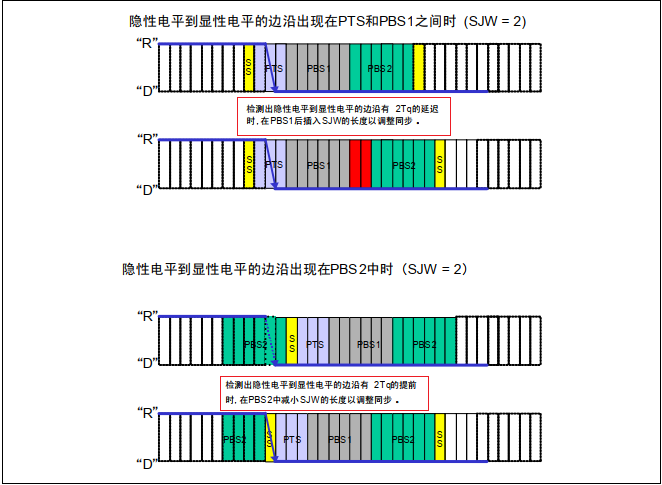 隐性电平到显性电平的边沿出现在PTS和PBS1之间时 (SJW = 2)
“R”
SS PTS PBS1 PBS2
“D”
检测出隐性电平到显性电平的边沿有 2Tq的延迟
时,在PBS1后插入SJW的长度以调整同步 。
“R”
SS PTS PBS1 PBS2 SS
“D”
隐性电平到显性电平的边沿出现在PBS2中时（SJW = 2）
“R”
PBS2 SS PTS PBS1 PBS2
“D”
检测出隐性电平到显性电平的边沿有 2Tq的提前
时,在PBS2中减小SJW的长度以调整同步 。
“R”
PBS2 SS PTS PBS1 PBS2 SS
“D”